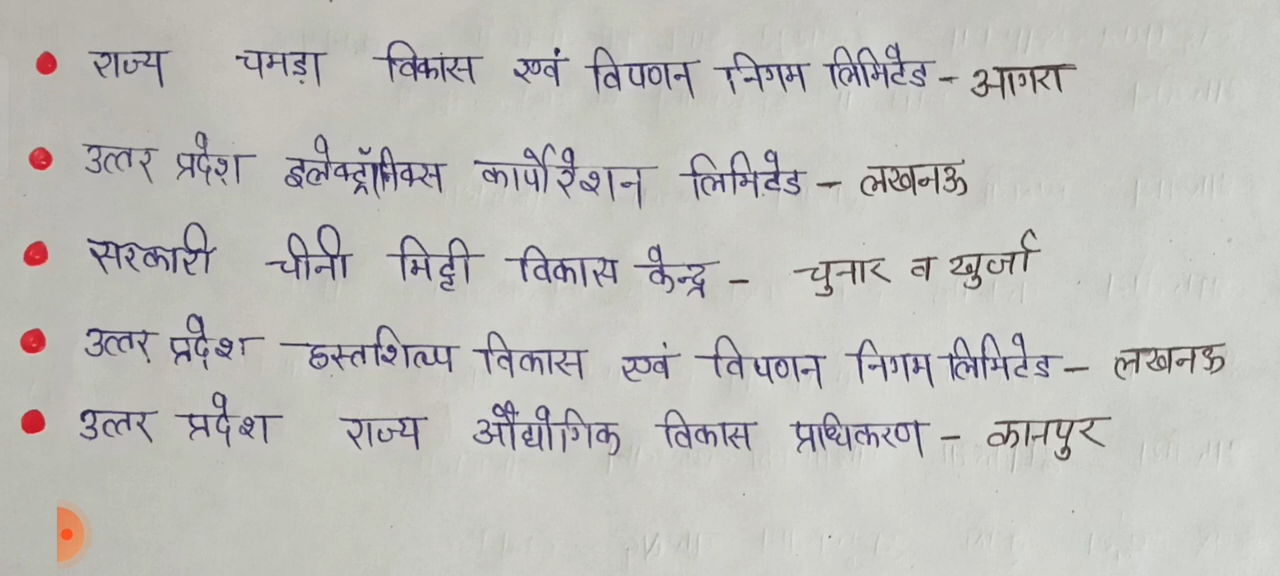 राज्य चमड़ा विकास एवं विपणन निगम लिमिटेड - आगरा
उत्तर प्रदेश इलेक्ट्रॉनिक्स कार्पोरेशन लिमिटेड - लखनऊ
सरकारी चीनी मिट्टी विकास केन्द्र - चुनार व खुर्जा
उत्तर प्रदेश हस्तशिल्प विकास एवं विपणन निगम लिमिटेड - लखनऊ
उत्तर प्रदेश राज्य औद्योगिक विकास प्राधिकरण - कानपुर